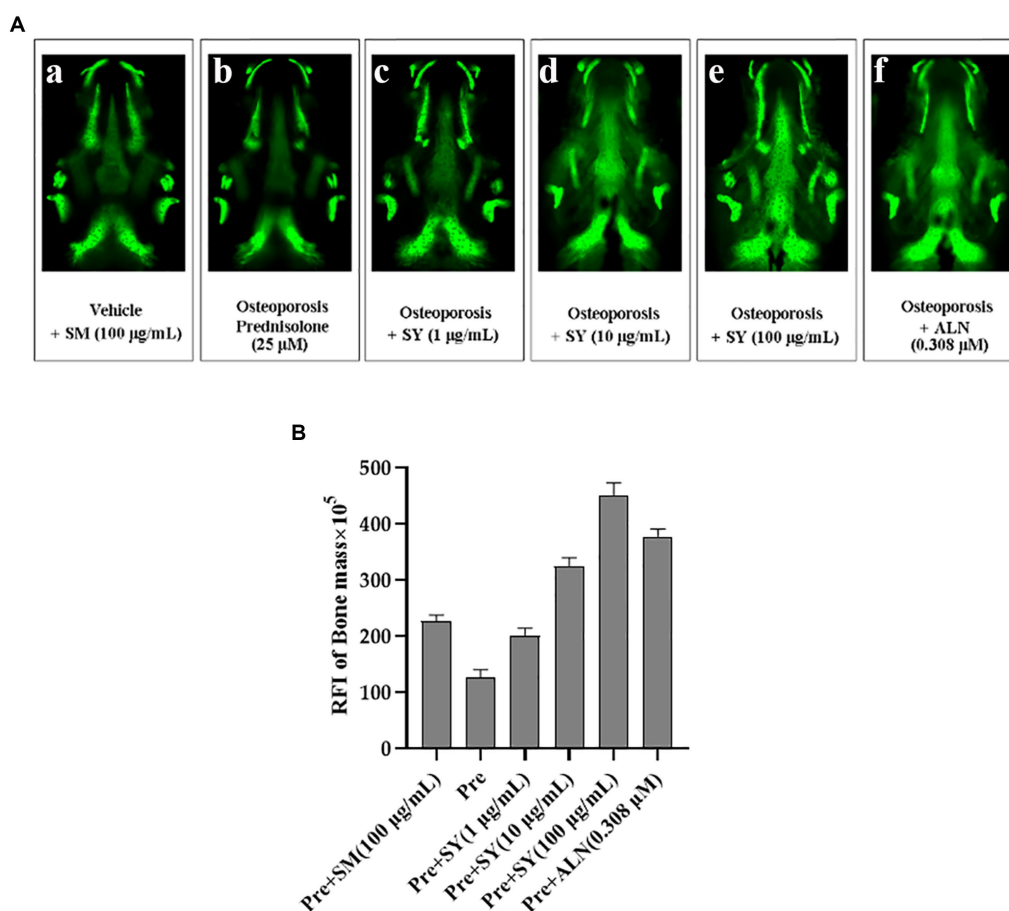 A
a
b
c
d
e
f
Vehicle
+ SM (100 µg/mL)
Osteoporosis
Prednisolone
(25 µM)
Osteoporosis
+ SY (1 µg/mL)
Osteoporosis
+ SY (10 µg/mL)
Osteoporosis
+ SY (100 µg/mL)
Osteoporosis
+ ALN
(0.308 µM)
B
RFI of Bone mass×10⁵
500
400
300
200
100
0
Pre+SM(100 µg/mL)
Pre
Pre+SY(1 µg/mL)
Pre+SY(10 µg/mL)
Pre+SY(100 µg/mL)
Pre+ALN(0.308 µM)